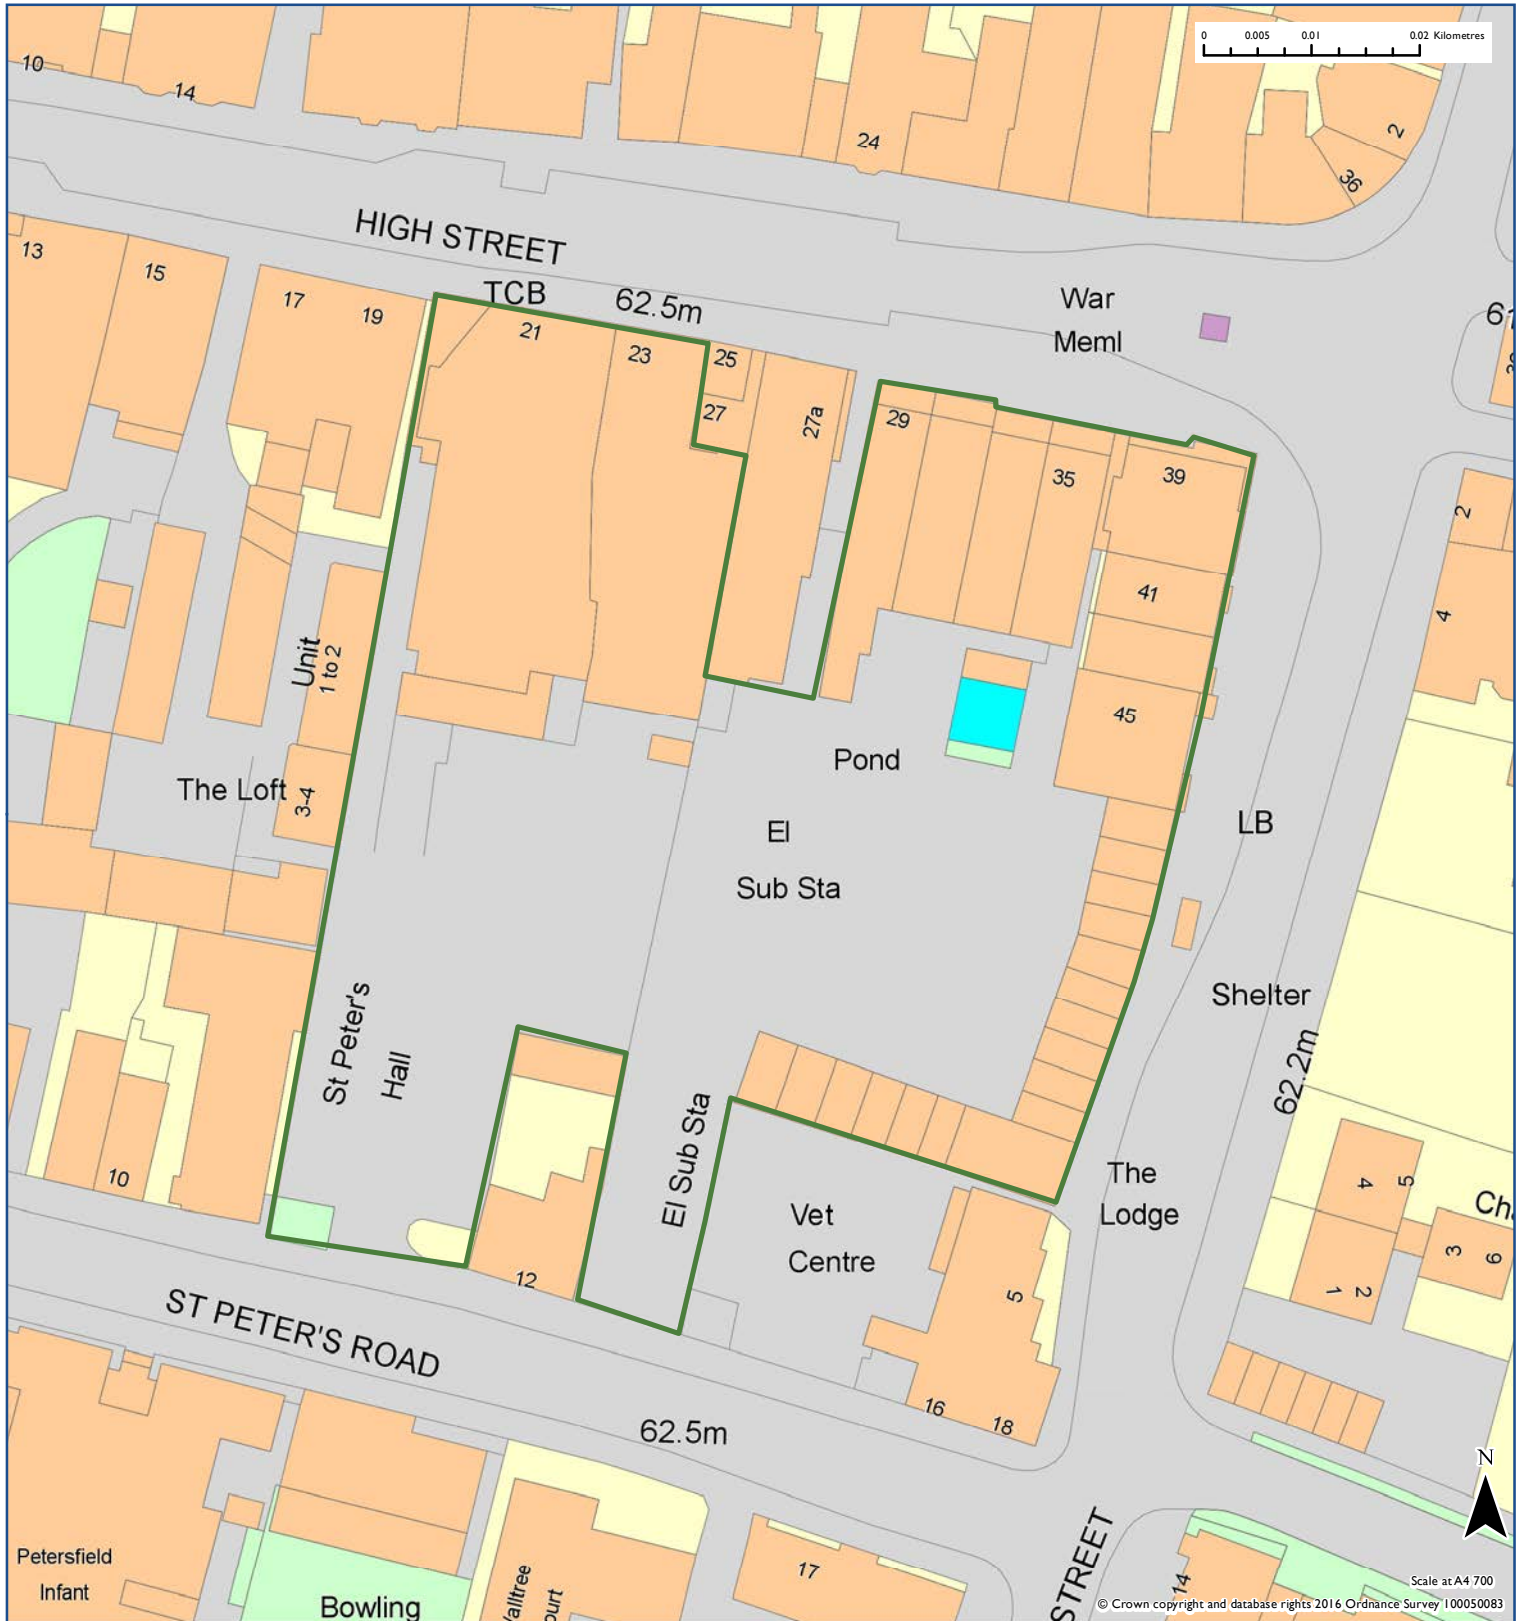 0 0.005 0.01 0.02 Kilometres
10
14
24
2
36
HIGH STREET
13
15
17
19
TCB
62.5m
War
Meml
21
23
25
27
27a
29
35
39
2
41
4
Unit
1 to 2
45
Pond
The Loft
3-4
El
Sub Sta
LB
St Peter's
Hall
Shelter
62.2m
El Sub Sta
10
The
Lodge
4
5
Vet
Centre
3
6
12
5
1
2
ST PETER'S ROAD
16
18
62.5m
N
Petersfield
Infant
Bowling
17
STREET
14
Scale at A4 700
© Crown copyright and database rights 2016 Ordnance Survey 100050083